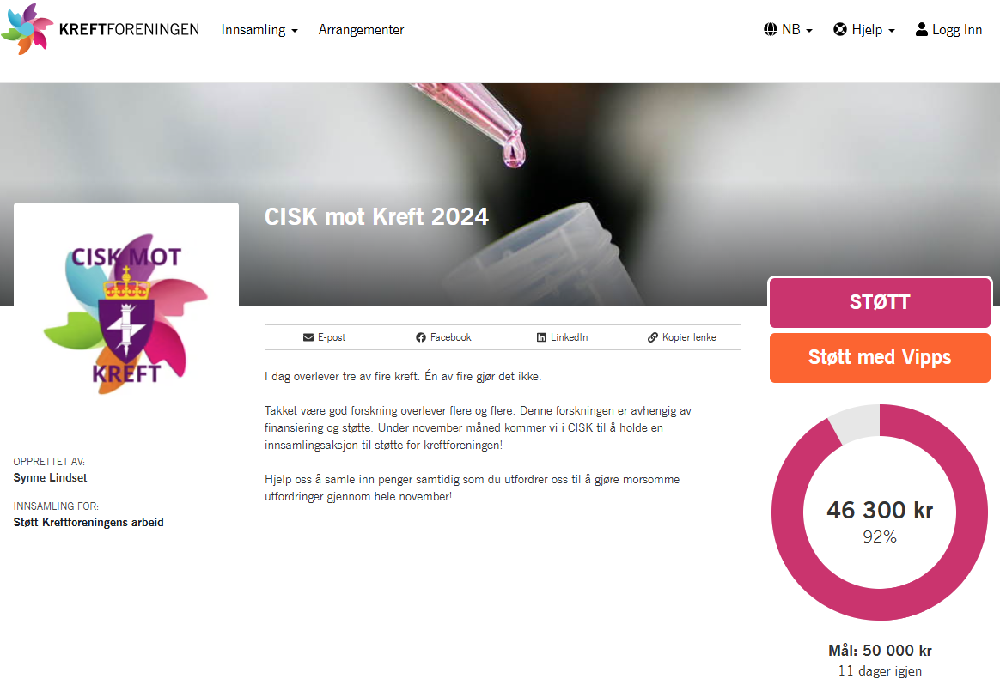 KREFTFORENINGEN
Innsamling
Arrangementer
NB
Hjelp
Logg Inn
CISK mot Kreft 2024
CISK MOT
KREFT
OPPRETTET AV:
Synne Lindset
INNSAMLING FOR:
Støtt Kreftforeningens arbeid
E-post
Facebook
LinkedIn
Kopier lenke
I dag overlever tre av fire kreft. Én av fire gjør det ikke.
Takket være god forskning overlever flere og flere. Denne forskningen er avhengig av
finansiering og støtte. Under november måned kommer vi i CISK til å holde en
innsamlingsaksjon til støtte for kreftforeningen!
Hjelp oss å samle inn penger samtidig som du utfordrer oss til å gjøre morsomme
utfordringer gjennom hele november!
STØTT
Støtt med Vipps
46 300 kr
92%
Mål: 50 000 kr
11 dager igjen